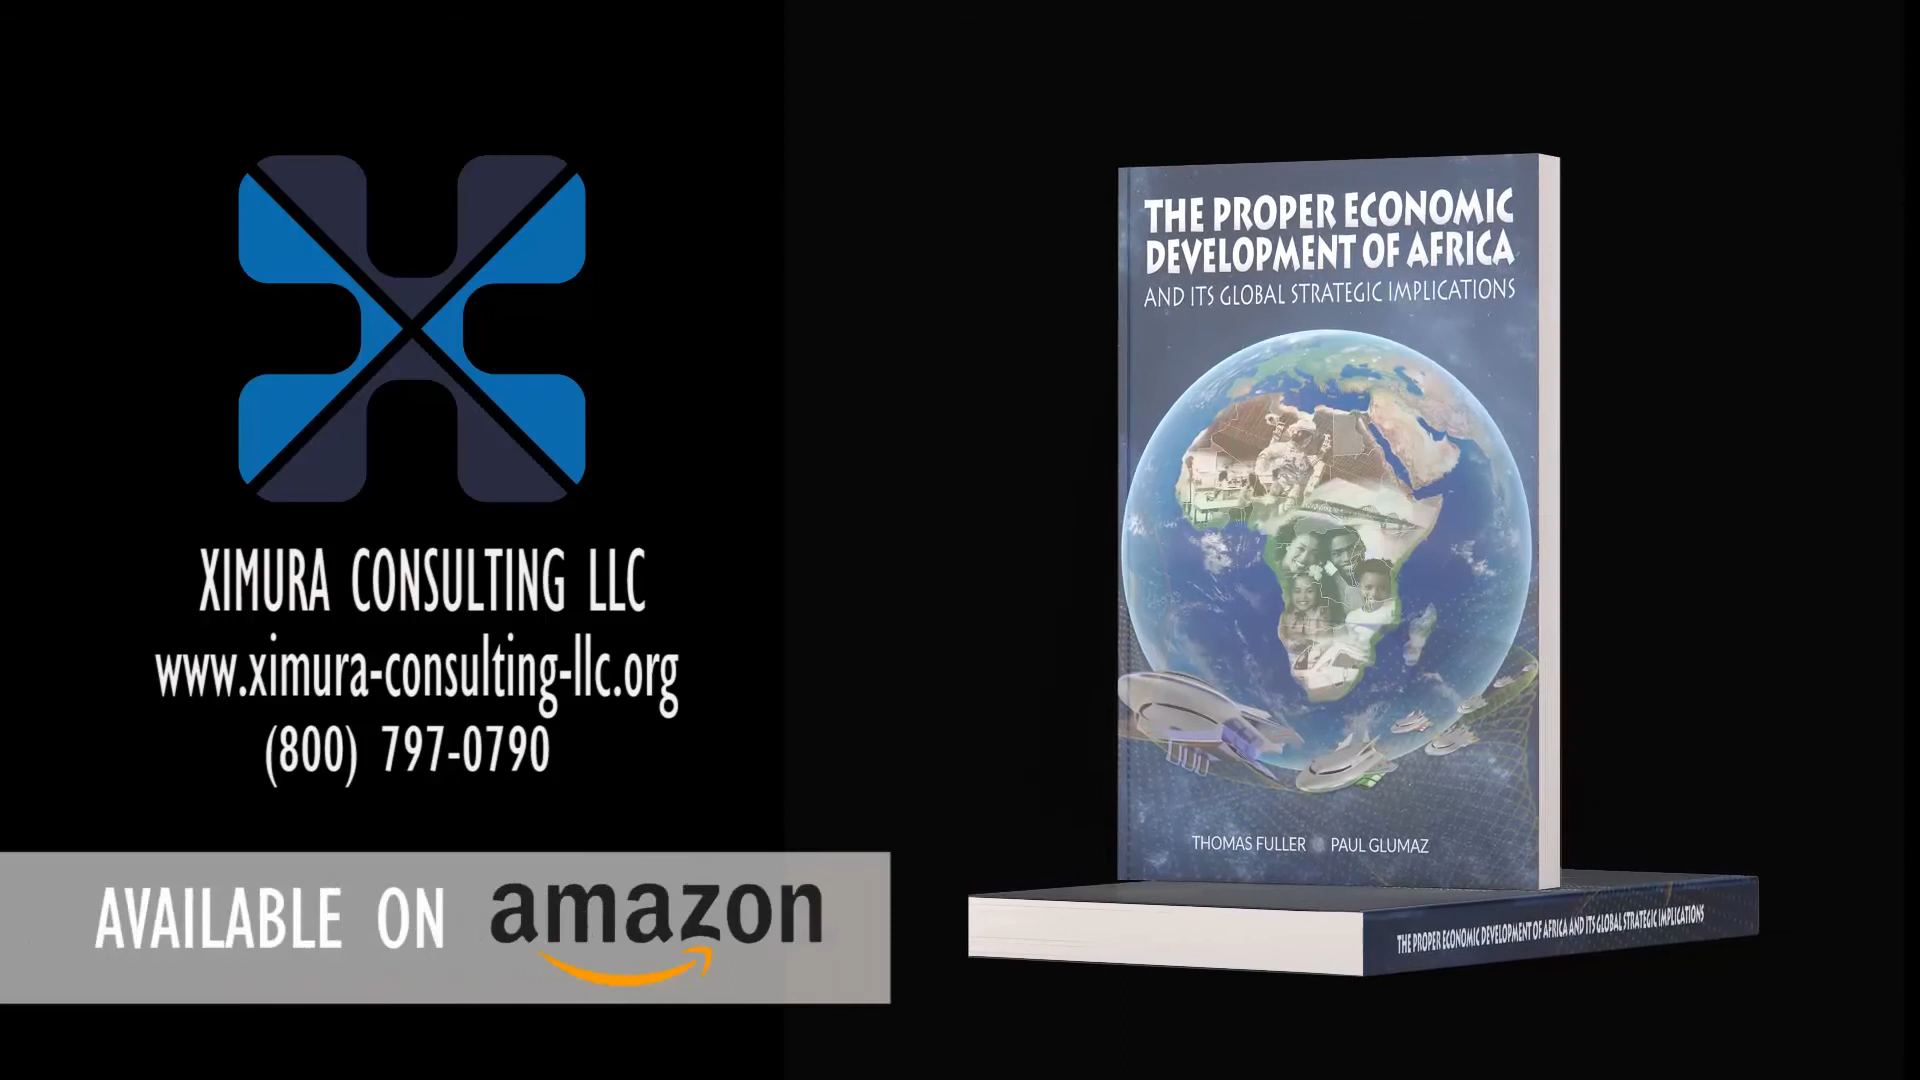 XIMURA CONSULTING LLC
www.ximura-consulting-llc.org
(800) 797-0790
AVAILABLE ON amazon
THE PROPER ECONOMIC
DEVELOPMENT OF AFRICA
AND ITS GLOBAL STRATEGIC IMPLICATIONS
THOMAS FULLER PAUL GLUMAZ
THE PROPER ECONOMIC DEVELOPMENT OF AFRICA AND ITS GLOBAL STRATEGIC IMPLICATIONS